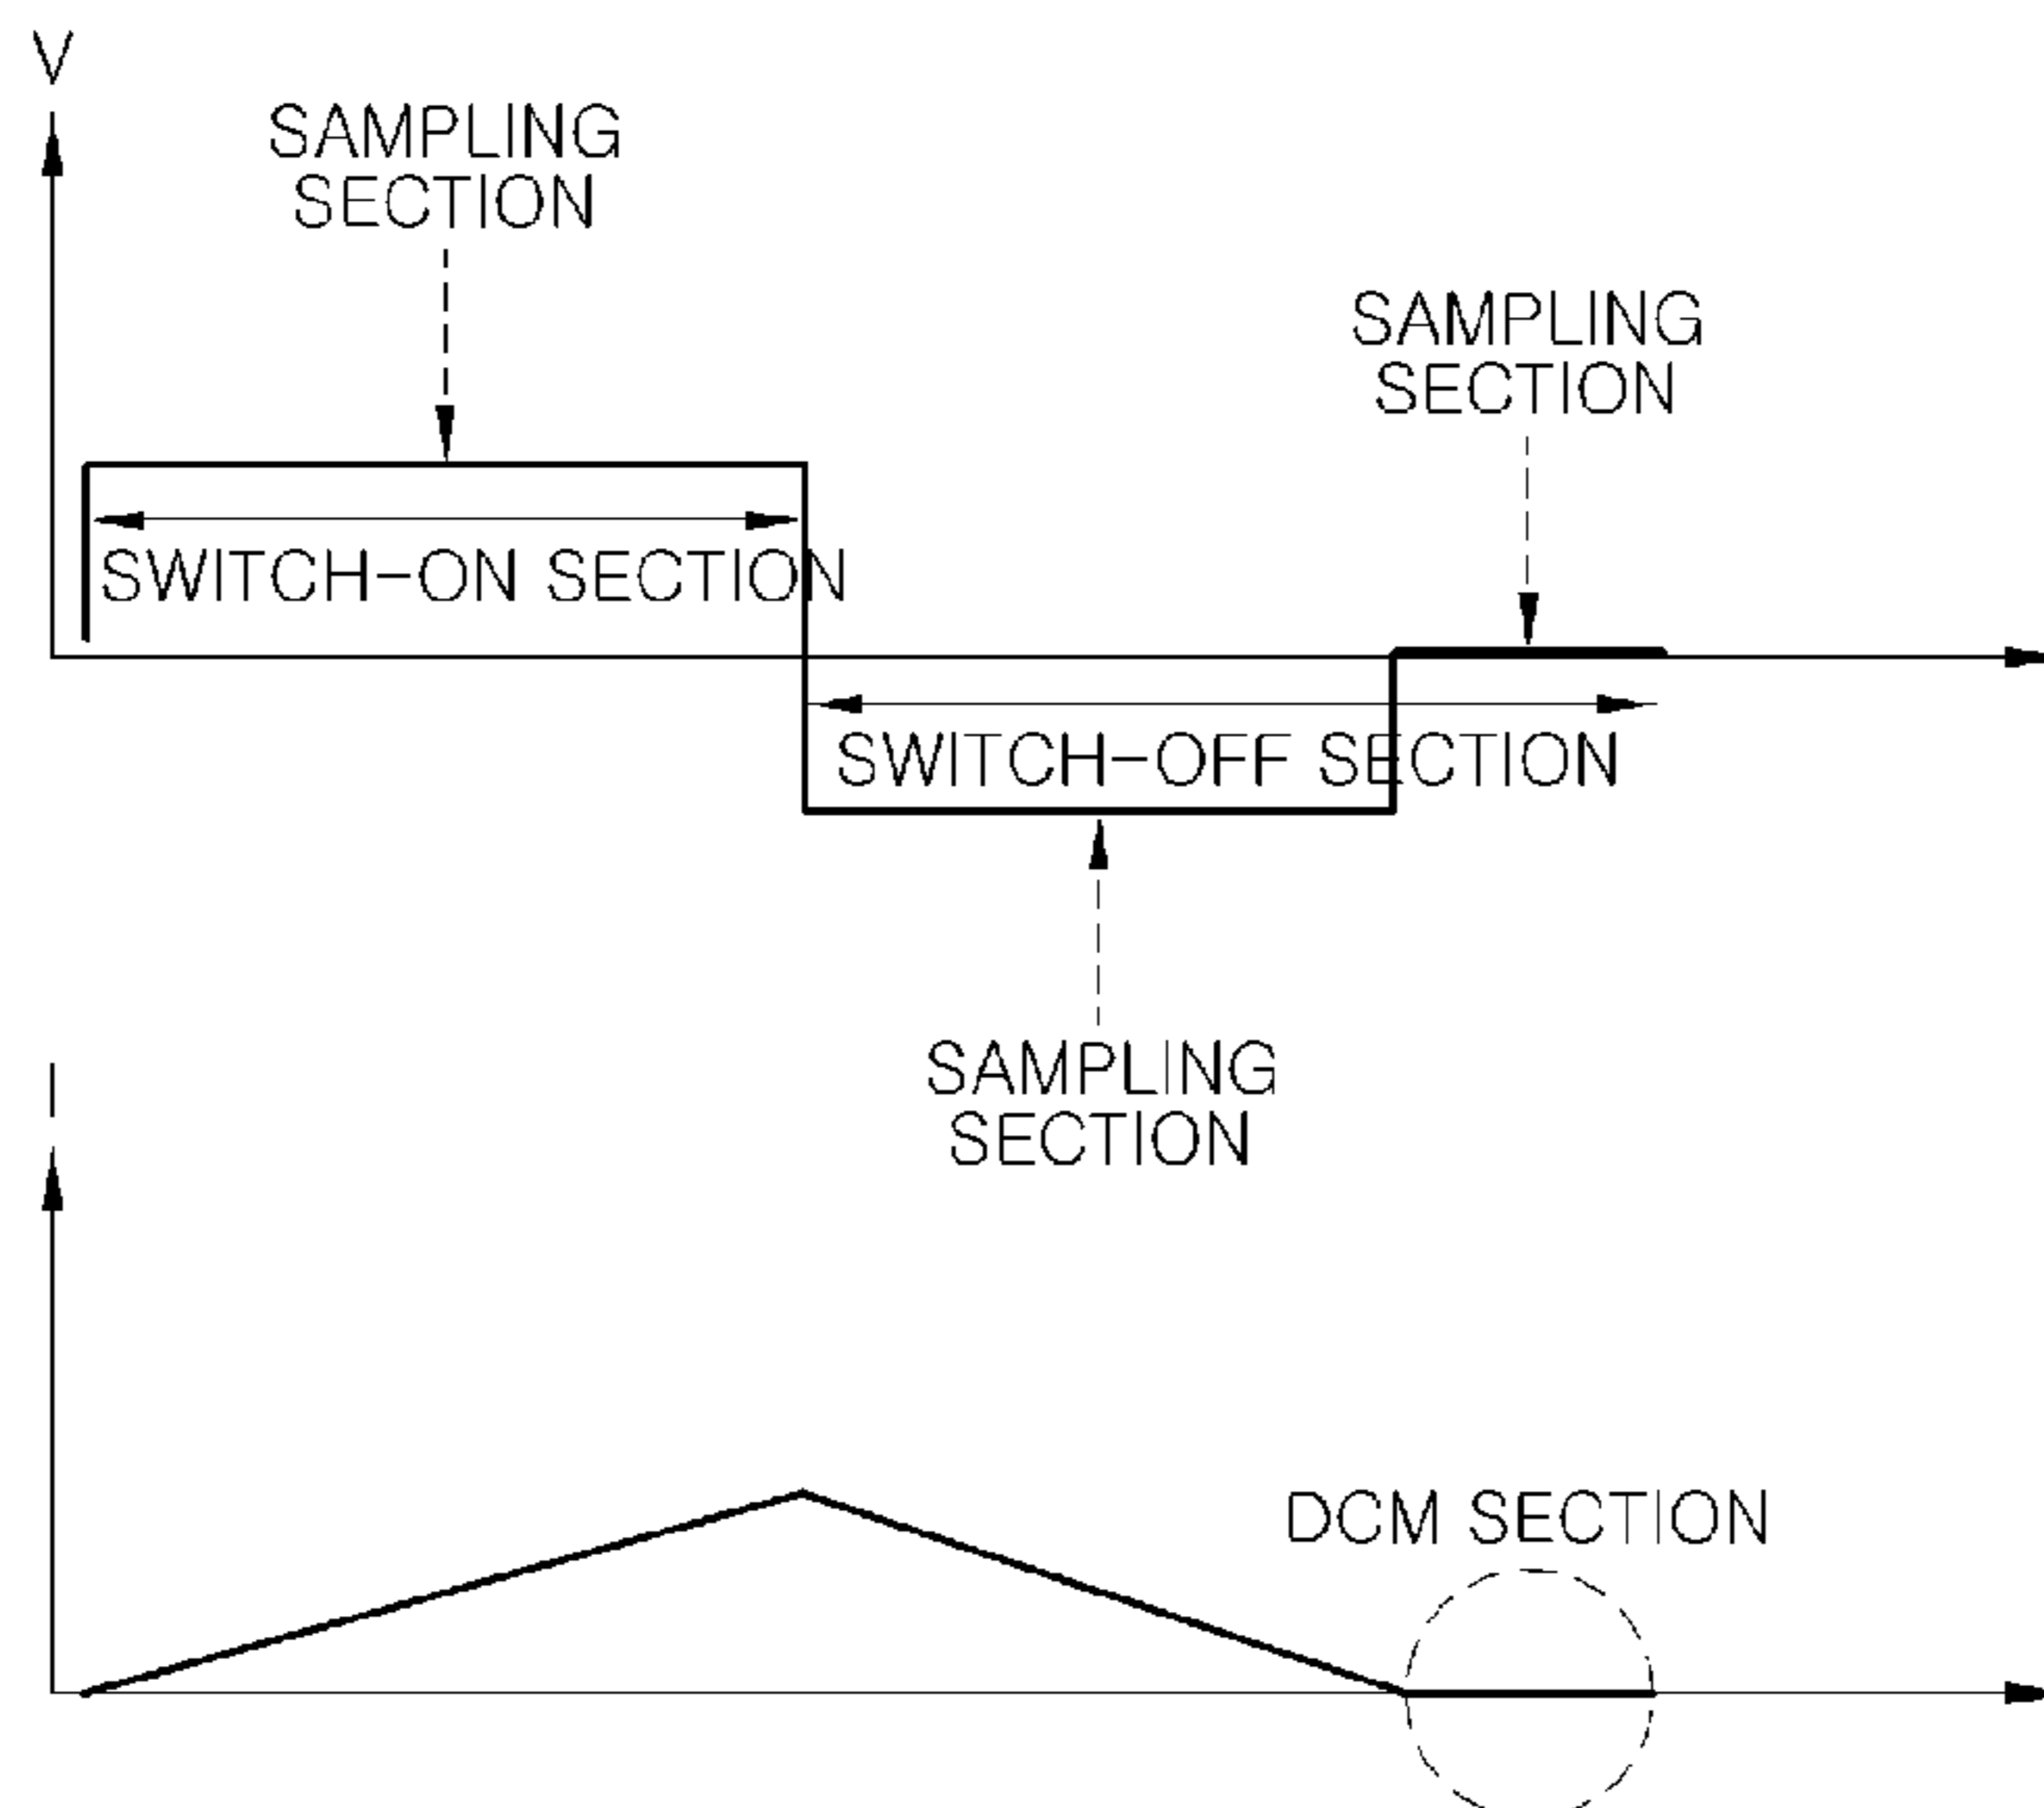 V
SAMPLING
SECTION
SAMPLING
SECTION
SWITCH-ON SECTION
SWITCH-OFF SECTION
SAMPLING
SECTION
I
DCM SECTION